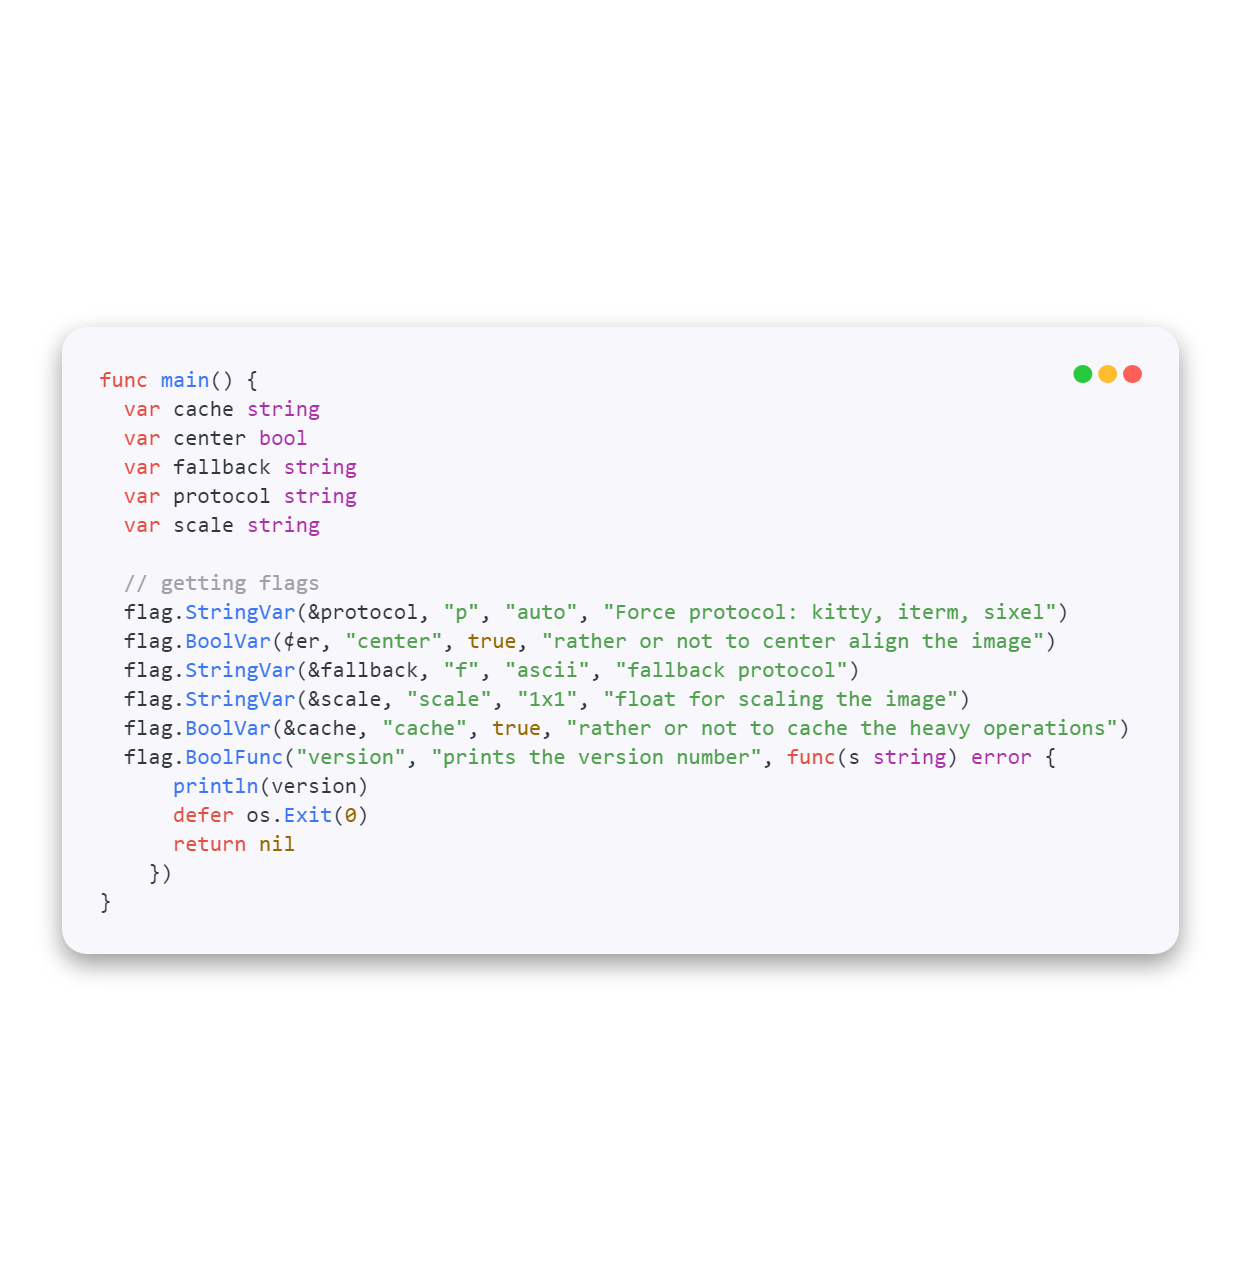 func main() {
  var cache string
  var center bool
  var fallback string
  var protocol string
  var scale string

  // getting flags
  flag.StringVar(&protocol, "p", "auto", "Force protocol: kitty, iterm, sixel")
  flag.BoolVar(¢er, "center", true, "rather or not to center align the image")
  flag.StringVar(&fallback, "f", "ascii", "fallback protocol")
  flag.StringVar(&scale, "scale", "1x1", "float for scaling the image")
  flag.BoolVar(&cache, "cache", true, "rather or not to cache the heavy operations")
  flag.BoolFunc("version", "prints the version number", func(s string) error {
      println(version)
      defer os.Exit(0)
      return nil
    })
}